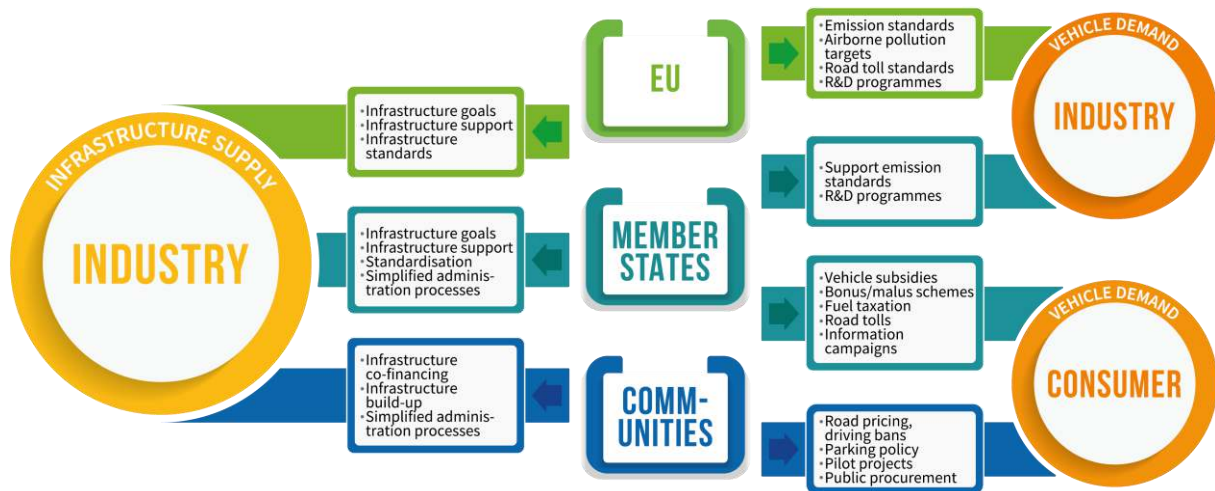 INFRASTRUCTURE SUPPLY
INDUSTRY
•Infrastructure goals
•Infrastructure support
•Infrastructure
standards
•Infrastructure goals
•Infrastructure support
•Standardisation
•Simplified adminis-
tration processes
•Infrastructure
co-financing
•Infrastructure
build-up
•Simplified adminis-
tration processes
EU
MEMBER
STATES
COMM-
UNITIES
•Emission standards
•Airborne pollution
targets
•Road toll standards
•R&D programmes
•Support emission
standards
•R&D programmes
•Vehicle subsidies
•Bonus/malus schemes
•Fuel taxation
•Road tolls
•Information
campaigns
•Road pricing,
driving bans
•Parking policy
•Pilot projects
•Public procurement
VEHICLE DEMAND
INDUSTRY
VEHICLE DEMAND
CONSUMER